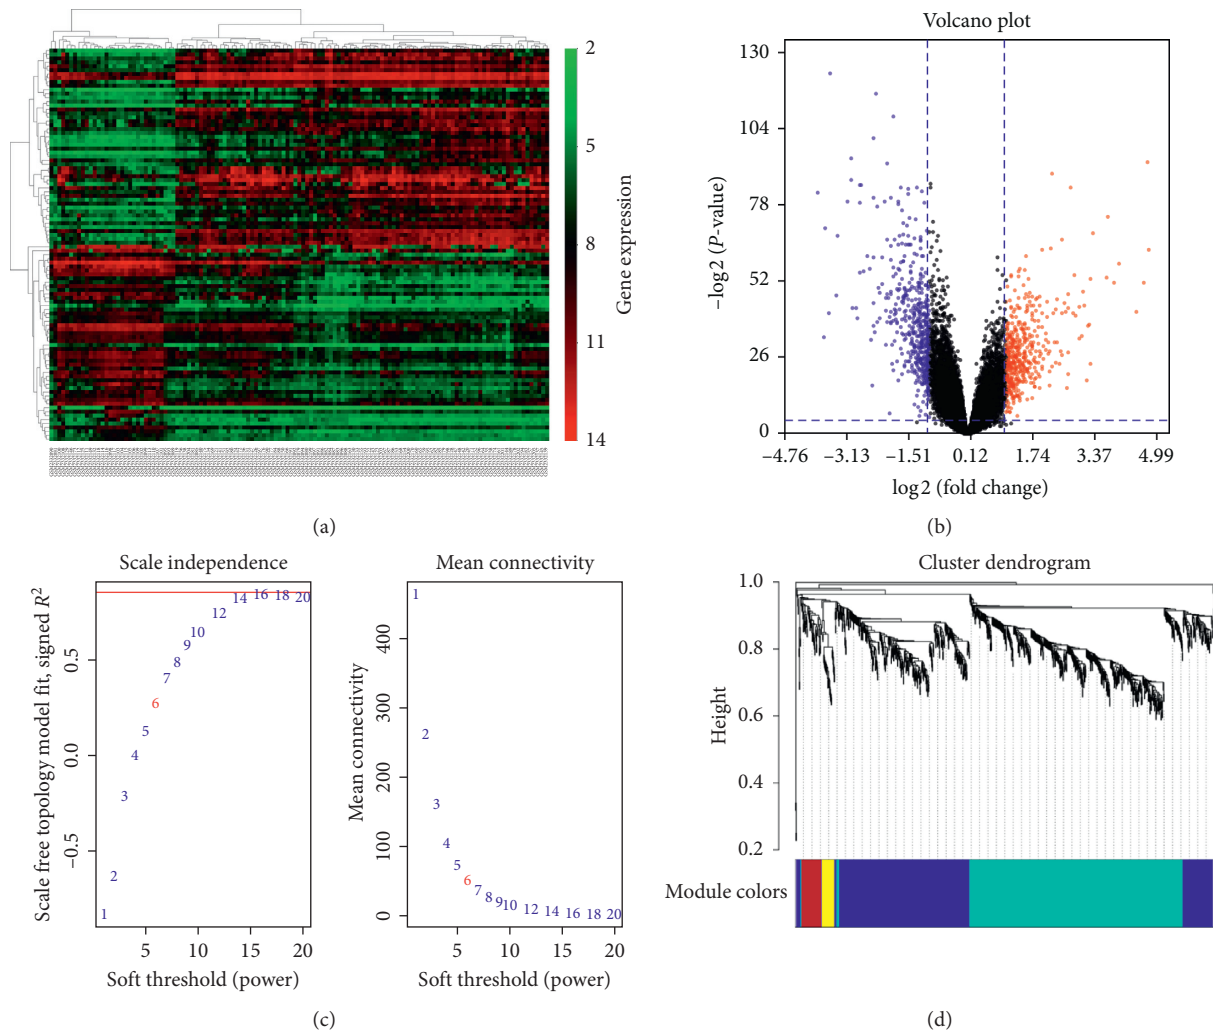 2
5
8
11
14
Gene expression
(a)
Volcano plot
130
104
78
52
26
0
−log2 (P-value)
−4.76 −3.13 −1.51 0.12 1.74 3.37 4.99
log2 (fold change)
(b)
Scale independence
Scale free topology model fit, signed R²
0.5
0.0
−0.5
1 2 3 4 5 6 7 8 9 10 12 14 16 18 20
5 10 15 20
Soft threshold (power)
Mean connectivity
Mean connectivity
400
300
200
100
0
1 2 3 4 5 6 7 8 9 10 12 14 16 18 20
5 10 15 20
Soft threshold (power)
(c)
Cluster dendrogram
Height
1.0
0.8
0.6
0.4
0.2
Module colors
(d)